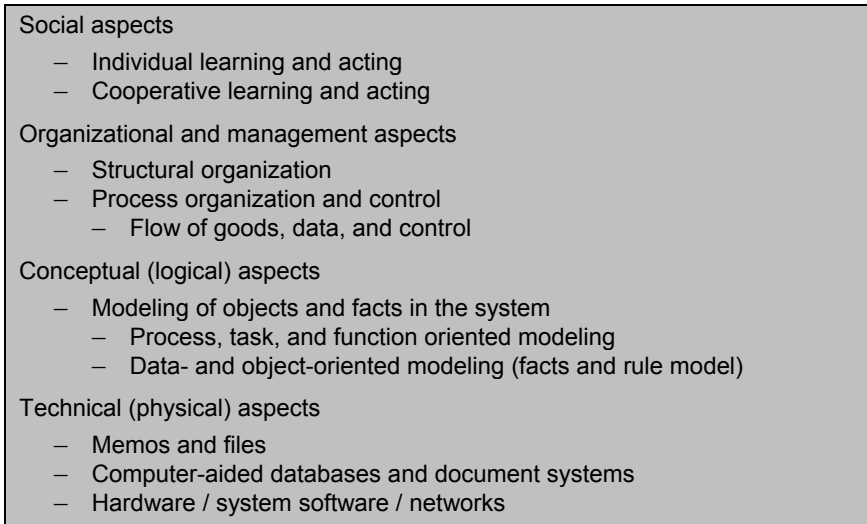 Social aspects
– Individual learning and acting
– Cooperative learning and acting
Organizational and management aspects
– Structural organization
– Process organization and control
– Flow of goods, data, and control
Conceptual (logical) aspects
– Modeling of objects and facts in the system
– Process, task, and function oriented modeling
– Data- and object-oriented modeling (facts and rule model)
Technical (physical) aspects
– Memos and files
– Computer-aided databases and document systems
– Hardware / system software / networks